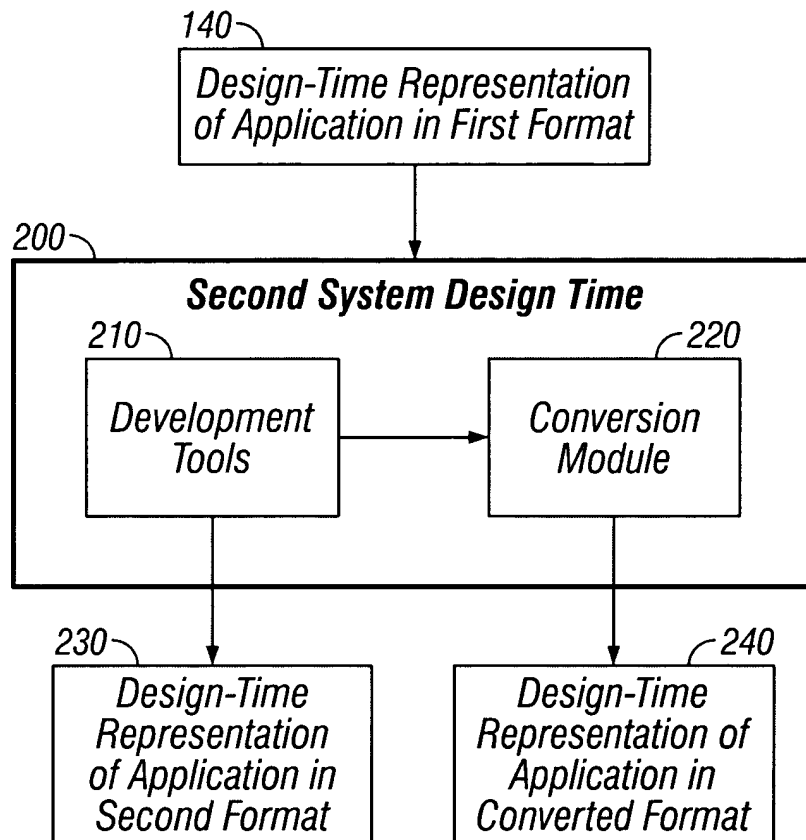 140
Design-Time Representation
of Application in First Format
200
Second System Design Time
210
Development
Tools
220
Conversion
Module
230
Design-Time
Representation
of Application in
Second Format
240
Design-Time
Representation of
Application in
Converted Format